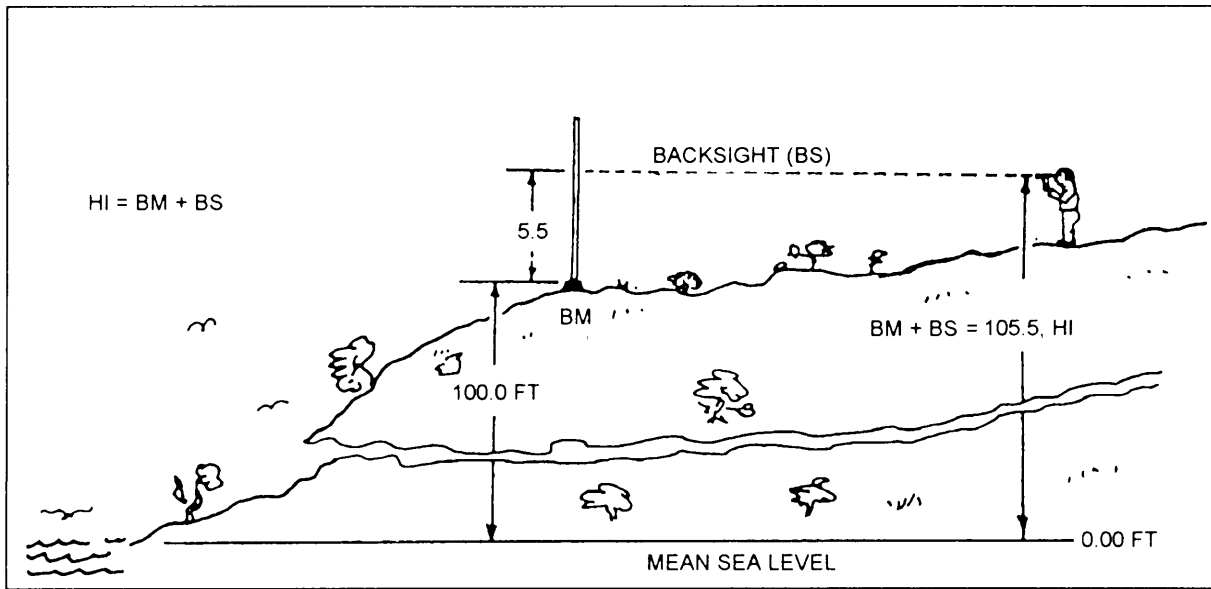 BACKSIGHT (BS)
HI = BM + BS
5.5
BM
BM + BS = 105.5, HI
100.0 FT
0.00 FT
MEAN SEA LEVEL